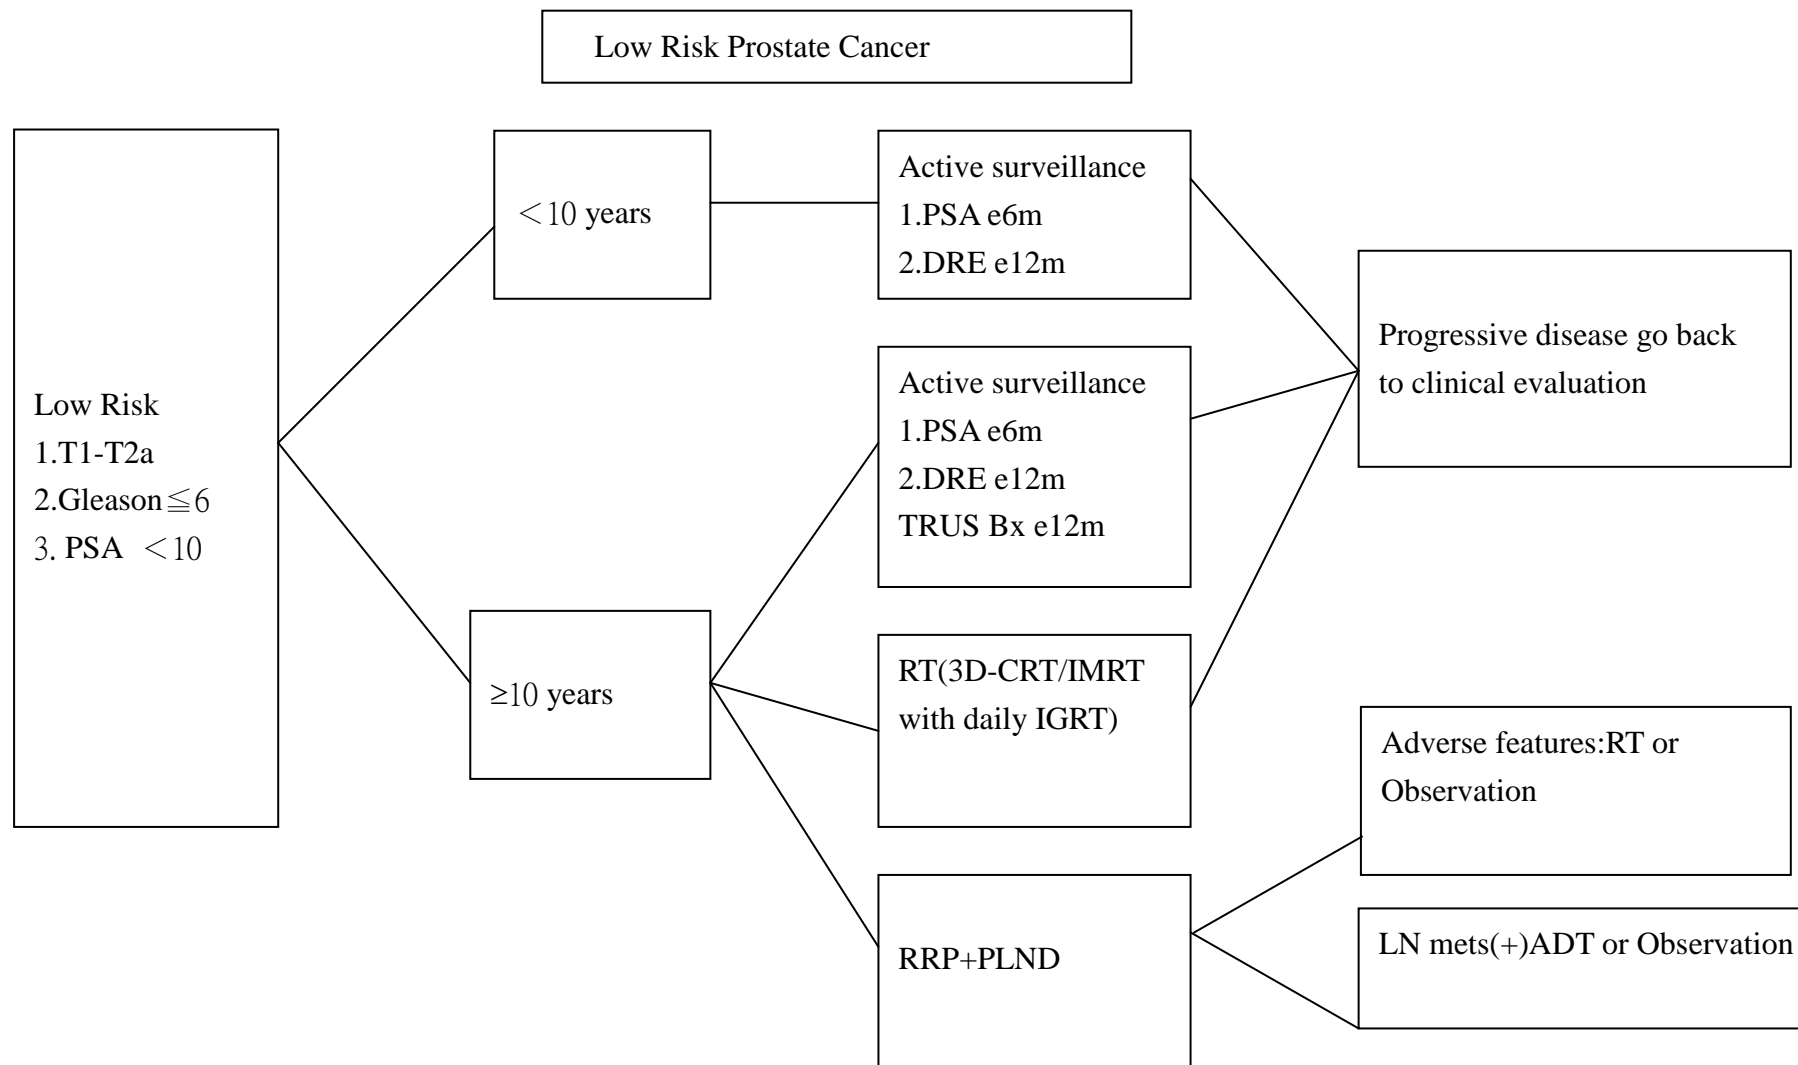 Low Risk Prostate Cancer
Low Risk
1.T1-T2a
2.Gleason≦6
3. PSA <10
<10 years
≥10 years
Active surveillance
1.PSA e6m
2.DRE e12m
Active surveillance
1.PSA e6m
2.DRE e12m
TRUS Bx e12m
RT(3D-CRT/IMRT
with daily IGRT)
RRP+PLND
Progressive disease go back
to clinical evaluation
Adverse features:RT or
Observation
LN mets(+)ADT or Observation